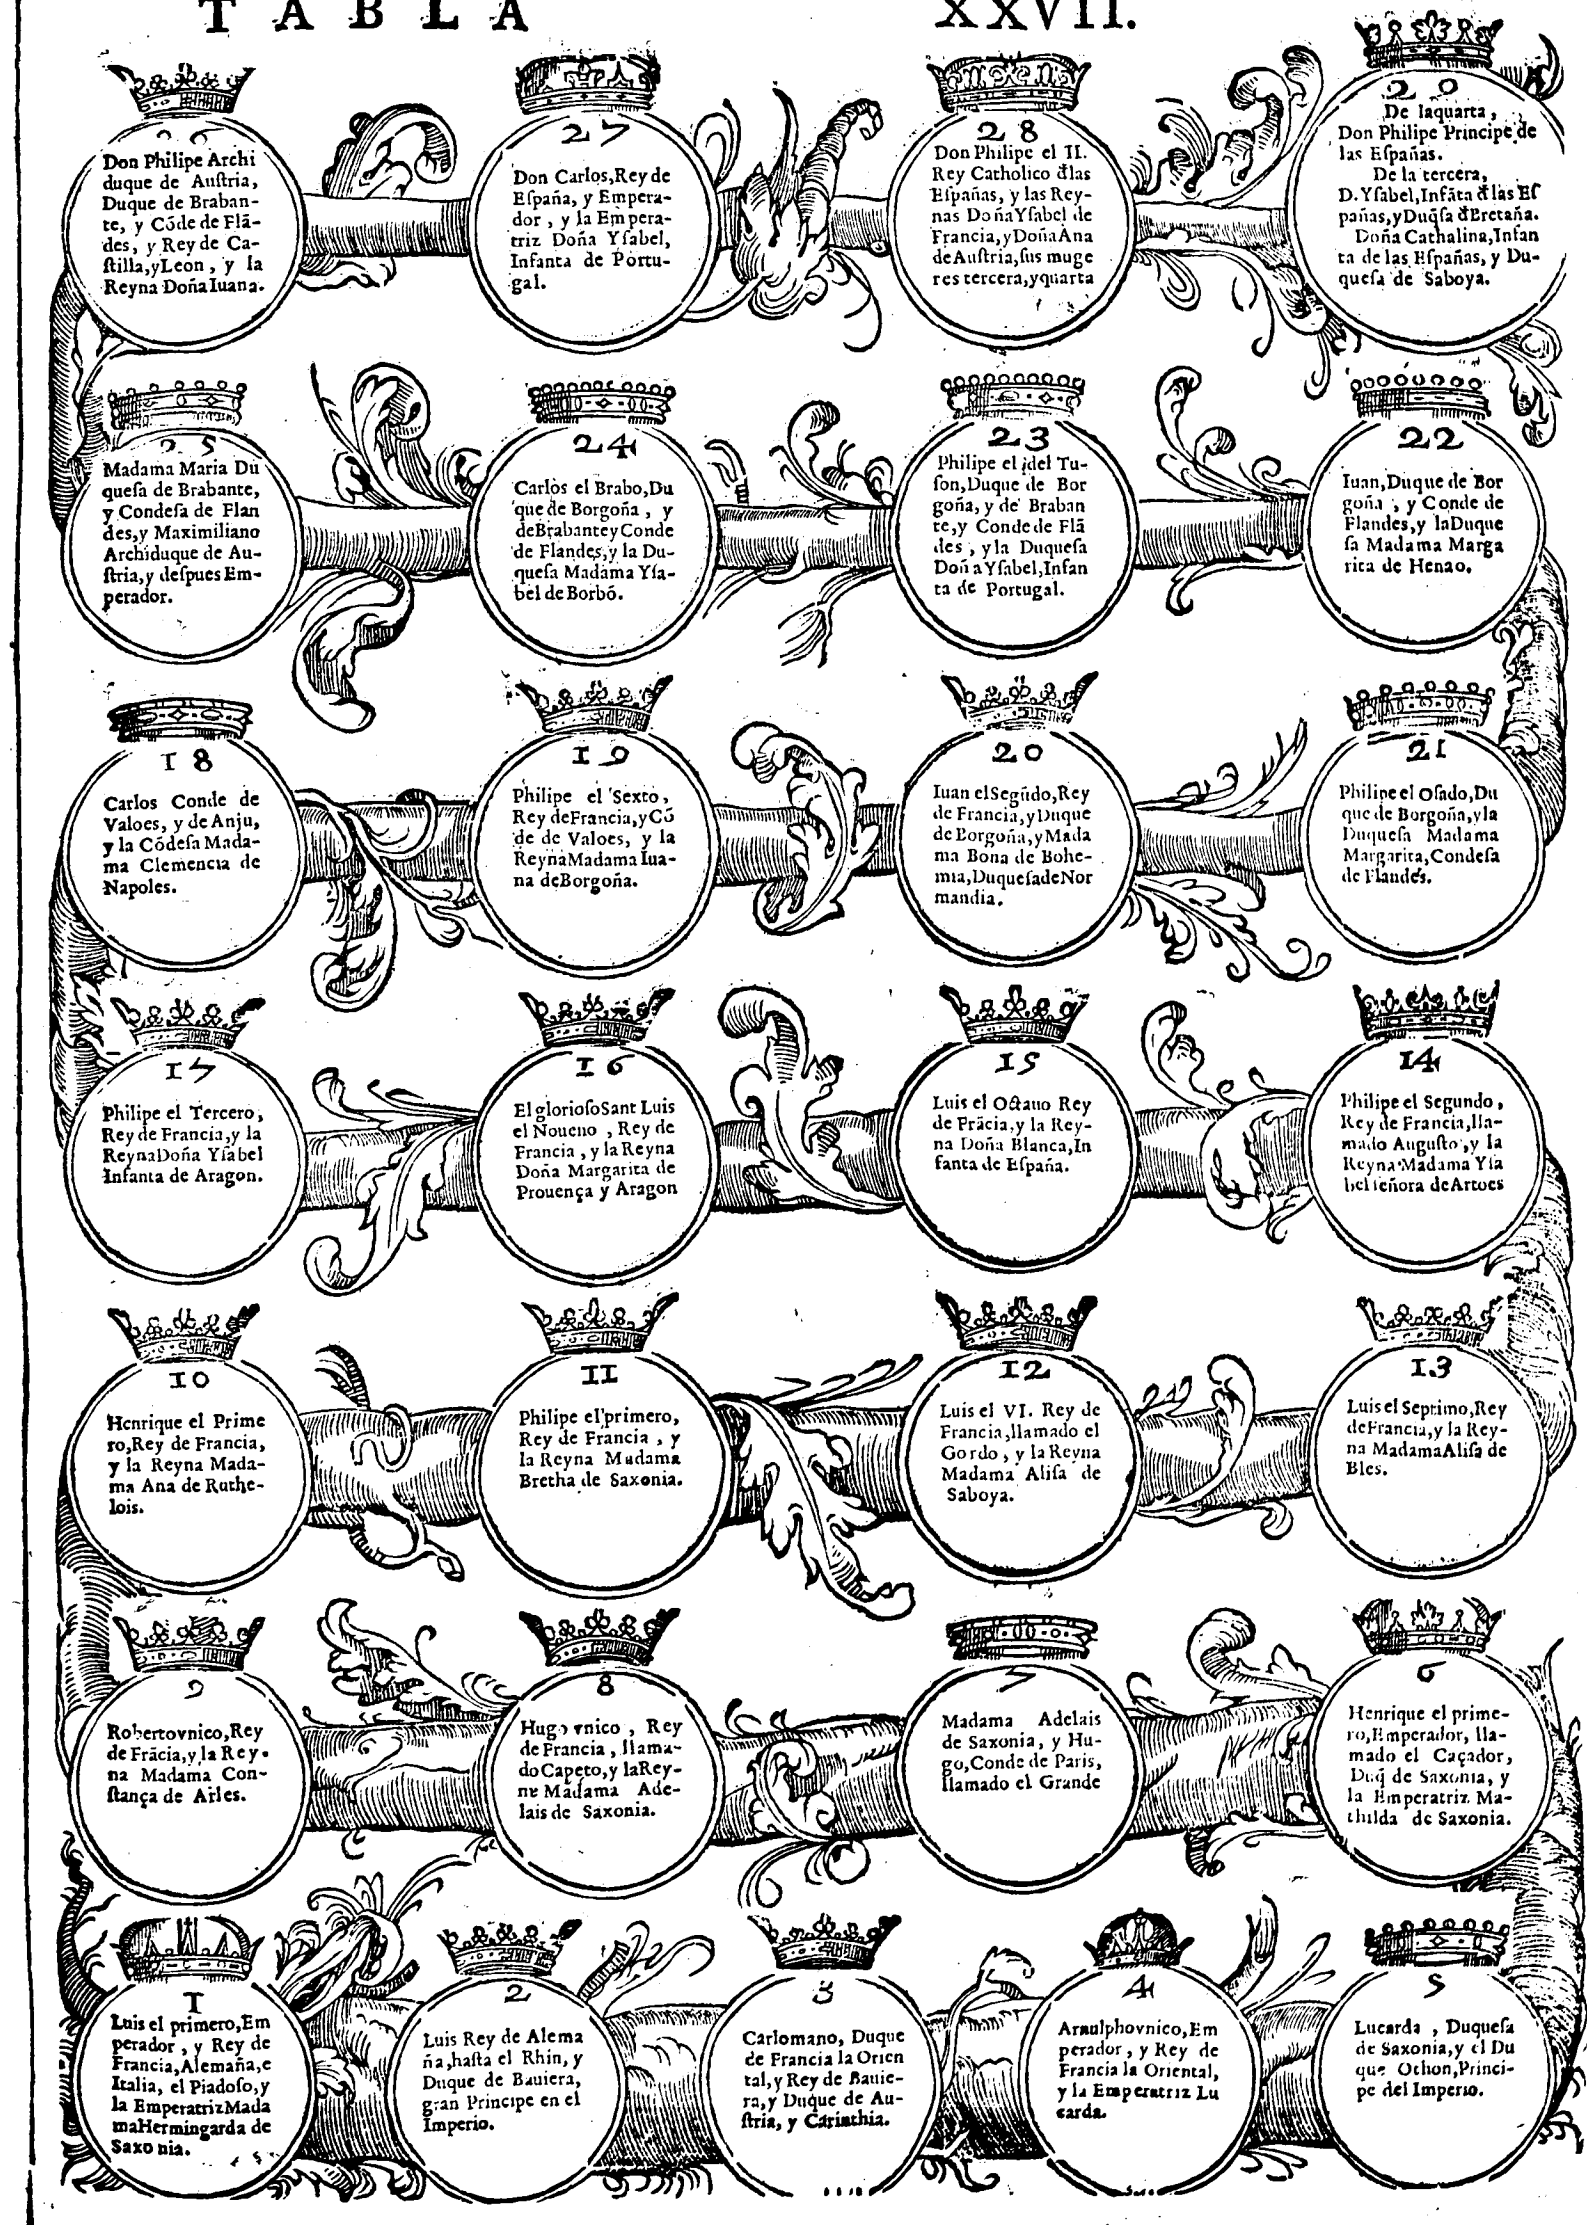 TABLA XXVII.
26
Don Philipe Archi
duque de Auſtria,
Duque de Braban-
te, y Cõde de Flã-
des, y Rey de Ca-
ſtilla,y Leon, y la
Reyna Doña Iuana.
27
Don Carlos,Rey de
Eſpaña, y Empera-
dor, y la Empera-
triz Doña Yſabel,
Infanta de Portu-
gal.
28
Don Philipe el II.
Rey Catholico đlas
Eſpañas, y las Rey-
nas Doña Yſabel de
Francia,y Doña Ana
de Auſtria,ſus muge
res tercera,y quarta
29
De la quarta,
Don Philipe Principe de
las Eſpañas.
De la tercera,
D. Yſabel,Infãta đ las Eſ
pañas,y Duq̃ſa đ Bretaña.
Doña Cathalina,Infan
ta de las Eſpañas, y Du-
queſa de Saboya.
25
Madama Maria Du
queſa de Brabante,
y Condeſa de Flan
des,y Maximiliano
Archiduque de Au-
ſtria,y deſpues Em-
perador.
24
Carlos el Brabo,Du
que de Borgoña, y
de Brabante y Conde
de Flandes,y la Du-
queſa Madama Yſa-
bel de Borbõ.
23
Philipe el del Tu-
ſon,Duque de Bor
goña, y de Braban
te,y Conde de Flã
des, y la Duqueſa
Doña Yſabel,Infan
ta de Portugal.
22
Iuan,Duque de Bor
goña, y Conde de
Flandes,y la Duque
ſa Madama Marga
rita de Henao.
18
Carlos Conde de
Valoes, y de Anju,
y la Cõdeſa Mada-
ma Clemencia de
Napoles.
19
Philipe el Sexto,
Rey de Francia,y Cõ
de de Valoes, y la
Reyna Madama Iua-
na de Borgoña.
20
Iuan el Segũdo,Rey
de Francia,y Duque
de Borgoña,y Mada
ma Bona de Bohe-
mia,Duqueſa de Nor
mandia.
21
Philipe el Oſado,Du
que de Borgoña,y la
Duqueſa Madama
Margarita,Condeſa
de Flandes.
17
Philipe el Tercero,
Rey de Francia,y la
Reyna Doña Yſabel
Infanta de Aragon.
16
El glorioſo Sant Luis
el Noueno, Rey de
Francia, y la Reyna
Doña Margarita de
Prouença y Aragon
15
Luis el Octauo Rey
de Frãcia,y la Rey-
na Doña Blanca,In
fanta de Eſpaña.
14
Philipe el Segundo,
Rey de Francia,lla-
mado Auguſto,y la
Reyna Madama Yſa
bel ſeñora de Artoes
10
Henrique el Prime
ro,Rey de Francia,
y la Reyna Mada-
ma Ana de Ruthe-
lois.
11
Philipe el primero,
Rey de Francia, y
la Reyna Madama
Bretha de Saxonia.
12
Luis el VI. Rey de
Francia,llamado el
Gordo, y la Reyna
Madama Aliſa de
Saboya.
13
Luis el Septimo,Rey
de Francia,y la Rey-
na Madama Aliſa de
Bles.
9
Roberto vnico,Rey
de Frãcia,y la Rey-
na Madama Con-
ſtança de Arles.
8
Hugo vnico, Rey
de Francia, llama-
do Capeto,y la Rey-
na Madama Ade-
lais de Saxonia.
7
Madama Adelais
de Saxonia, y Hu-
go,Conde de Paris,
llamado el Grande
6
Henrique el prime-
ro,Emperador, lla-
mado el Caçador,
Duq̃ de Saxonia, y
la Emperatriz Ma-
thilda de Saxonia.
1
Luis el primero,Em
perador, y Rey de
Francia,Alemaña,e
Italia, el Piadoſo,y
la Emperatriz Mada
ma Hermingarda de
Saxonia.
2
Luis Rey de Alema
ña,haſta el Rhin, y
Duque de Bauiera,
gran Principe en el
Imperio.
3
Carlomano, Duque
de Francia la Orien
tal,y Rey de Bauie-
ra,y Duque de Au-
ſtria, y Carinthia.
4
Arnulpho vnico,Em
perador, y Rey de
Francia la Oriental,
y la Emperatriz Lu
carda.
5
Lucarda, Duqueſa
de Saxonia,y el Du
que Othon,Princi-
pe del Imperio.